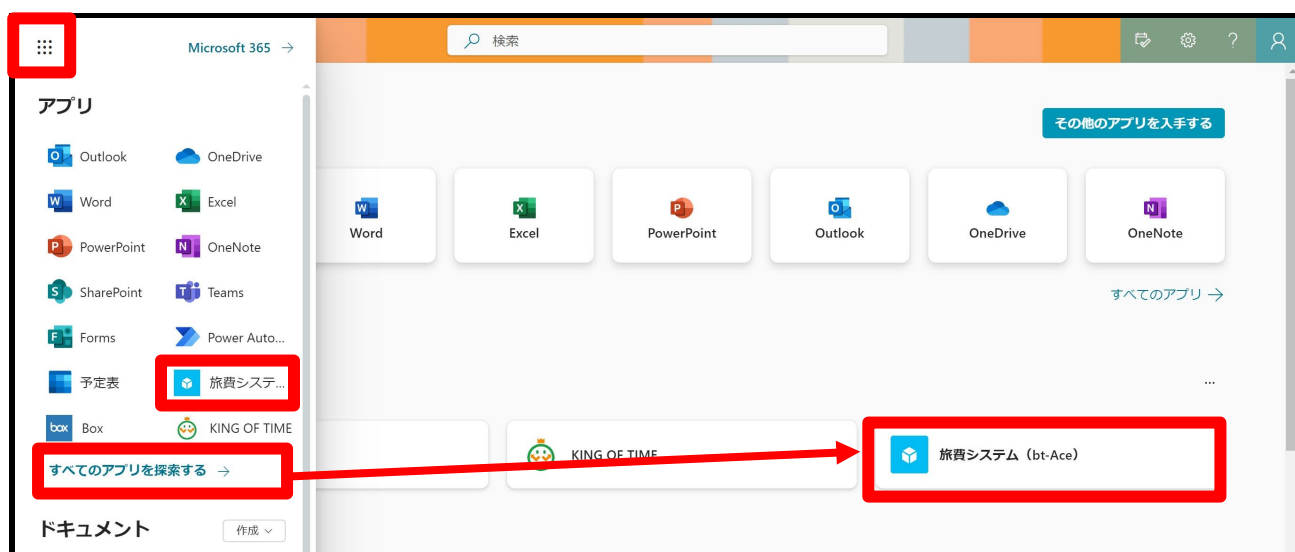 Microsoft 365 →
検索
アプリ
その他のアプリを入手する
Outlook
OneDrive
Word
Excel
PowerPoint
OneNote
SharePoint
Teams
Forms
Power Auto...
予定表
旅費システ...
box Box
KING OF TIME
すべてのアプリを探索する →
ドキュメント
作成
Word
Excel
PowerPoint
Outlook
OneDrive
OneNote
すべてのアプリ →
...
KING OF TIME
旅費システム（bt-Ace）